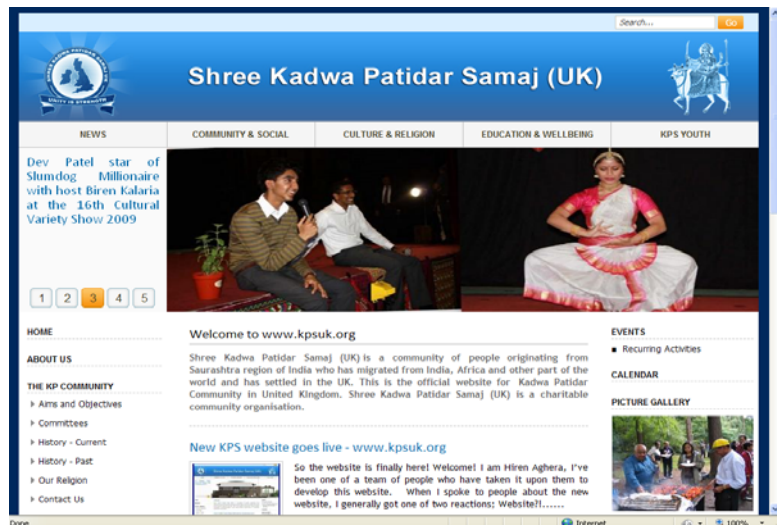 Search...
Go
UNITY IS STRENGTH
Shree Kadwa Patidar Samaj (UK)
NEWS
COMMUNITY & SOCIAL
CULTURE & RELIGION
EDUCATION & WELLBEING
KPS YOUTH
Dev Patel star of
Slumdog Millionaire
with host Biren Kalaria
at the 16th Cultural
Variety Show 2009
1 2 3 4 5
HOME
ABOUT US
THE KP COMMUNITY
Aims and Objectives
Committees
History - Current
History - Past
Our Religion
Contact Us
Welcome to www.kpsuk.org
Shree Kadwa Patidar Samaj (UK) is a community of people originating from
Saurashtra region of India who has migrated from India, Africa and other part of the
world and has settled in the UK. This is the official website for Kadwa Patidar
Community in United Kingdom. Shree Kadwa Patidar Samaj (UK) is a charitable
community organisation.
New KPS website goes live - www.kpsuk.org
So the website is finally here! Welcome! I am Hiren Aghera, I've
been one of a team of people who have taken it upon them to
develop this website. When I spoke to people about the new
website, I generally got one of two reactions; Website?!......
EVENTS
Recurring Activities
CALENDAR
PICTURE GALLERY
Done
Internet
100%